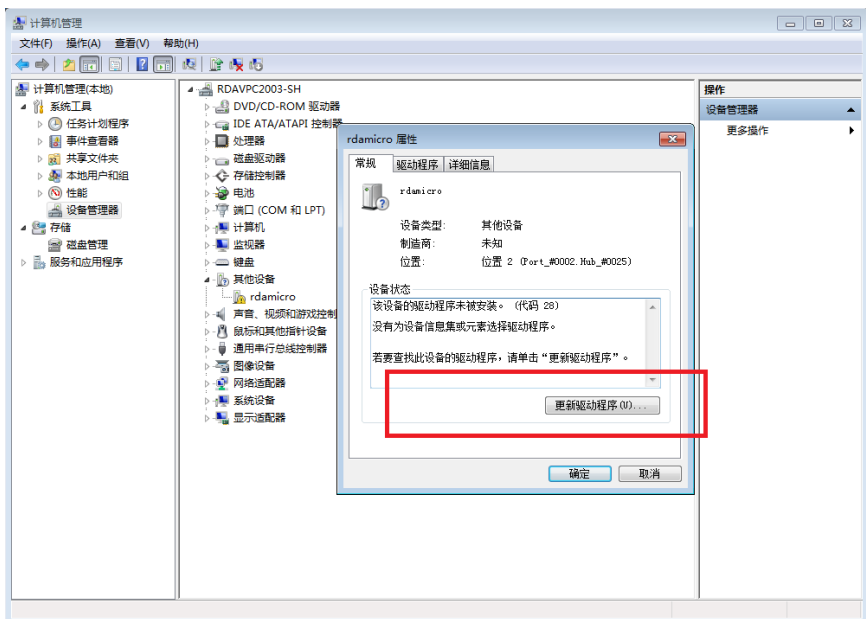 计算机管理
文件(F) 操作(A) 查看(V) 帮助(H)
计算机管理(本地)
系统工具
任务计划程序
事件查看器
共享文件夹
本地用户和组
性能
设备管理器
存储
磁盘管理
服务和应用程序
RDAVPC2003-SH
DVD/CD-ROM 驱动器
IDE ATA/ATAPI 控制器
处理器
磁盘驱动器
存储控制器
电池
端口 (COM 和 LPT)
计算机
监视器
键盘
其他设备
rdamicro
声音、视频和游戏控制
鼠标和其他指针设备
通用串行总线控制器
图像设备
网络适配器
系统设备
显示适配器
rdamicro 属性
常规 驱动程序 详细信息
rdamicro
设备类型: 其他设备
制造商: 未知
位置: 位置 2 (Port_#0002.Hub_#0025)
设备状态
该设备的驱动程序未被安装。 (代码 28)
没有为设备信息集或元素选择驱动程序。
若要查找此设备的驱动程序，请单击“更新驱动程序”。
更新驱动程序(U)...
确定 取消
操作
设备管理器
更多操作